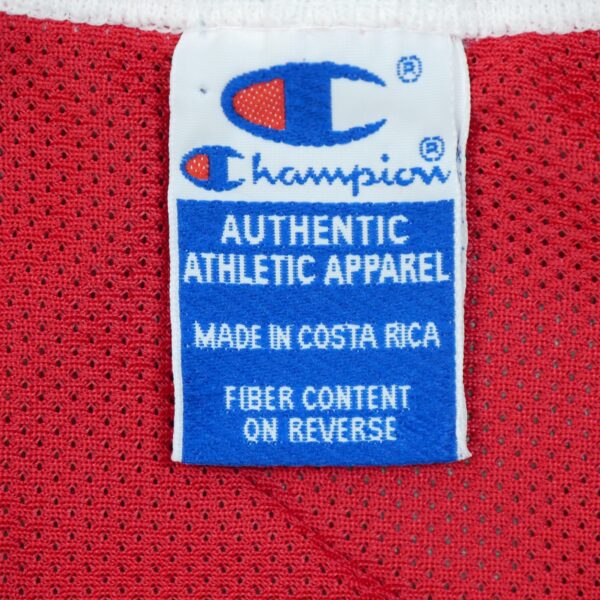 Champion®
AUTHENTIC
ATHLETIC APPAREL
MADE IN COSTA RICA
FIBER CONTENT
ON REVERSE